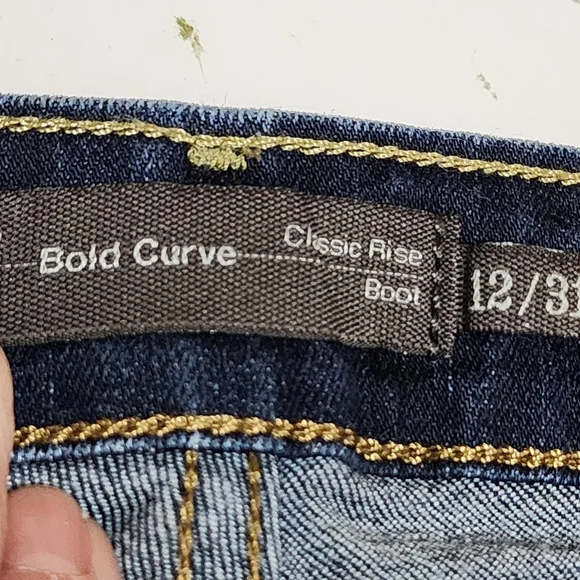 Bold Curve
Classic Rise
Boot
12/3